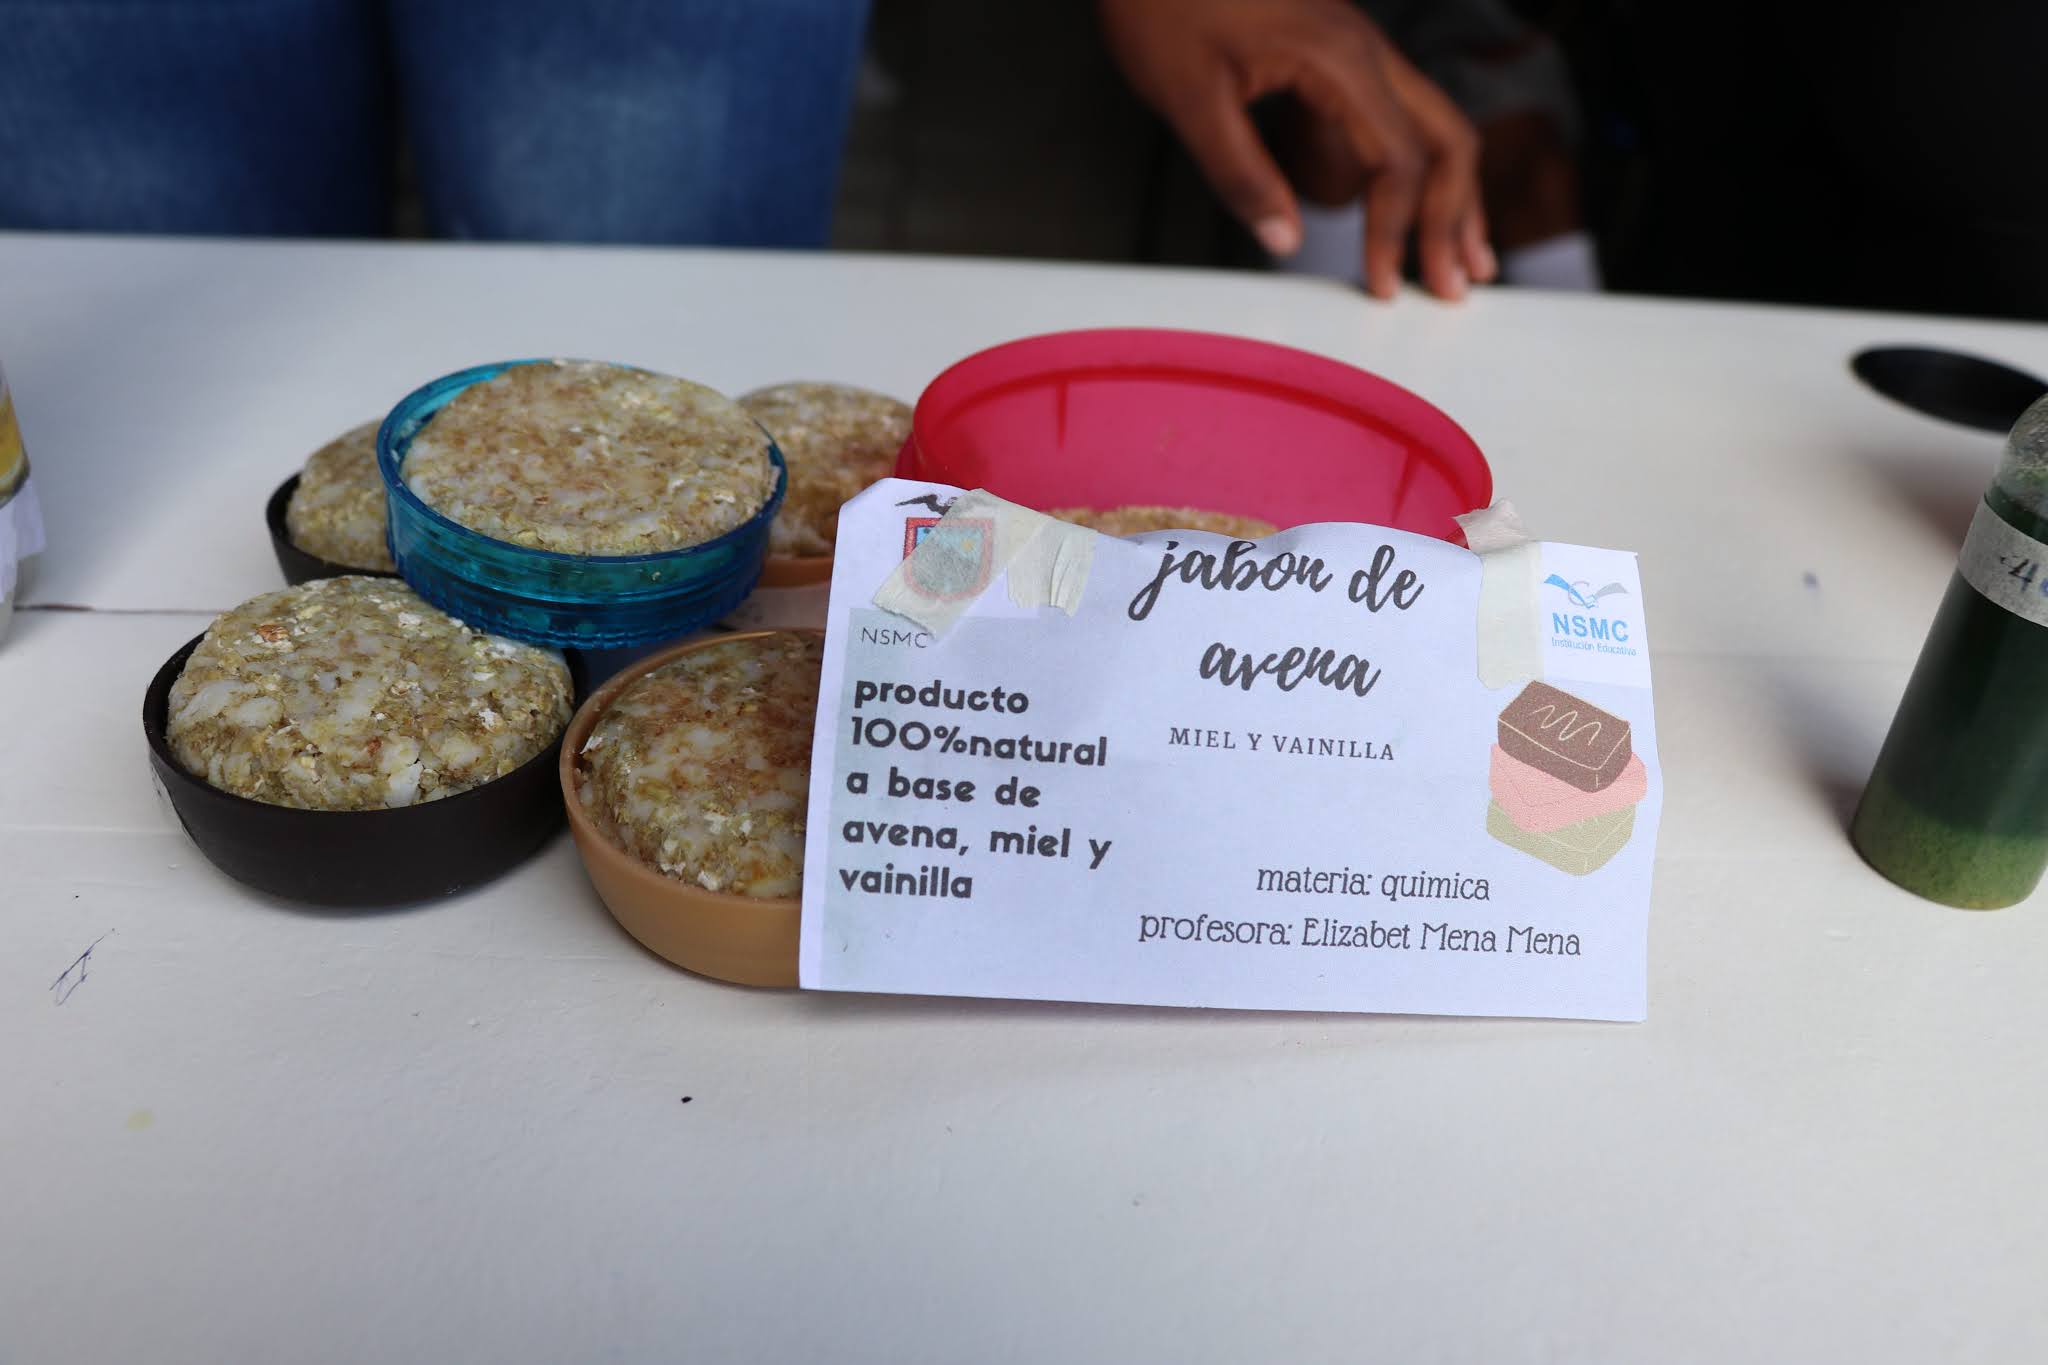 jabon de
avena
MIEL Y VAINILLA
NSMC
producto
100%natural
a base de
avena, miel y
vainilla
NSMC
Institución Educativa
materia: quimica
profesora: Elizabet Mena Mena